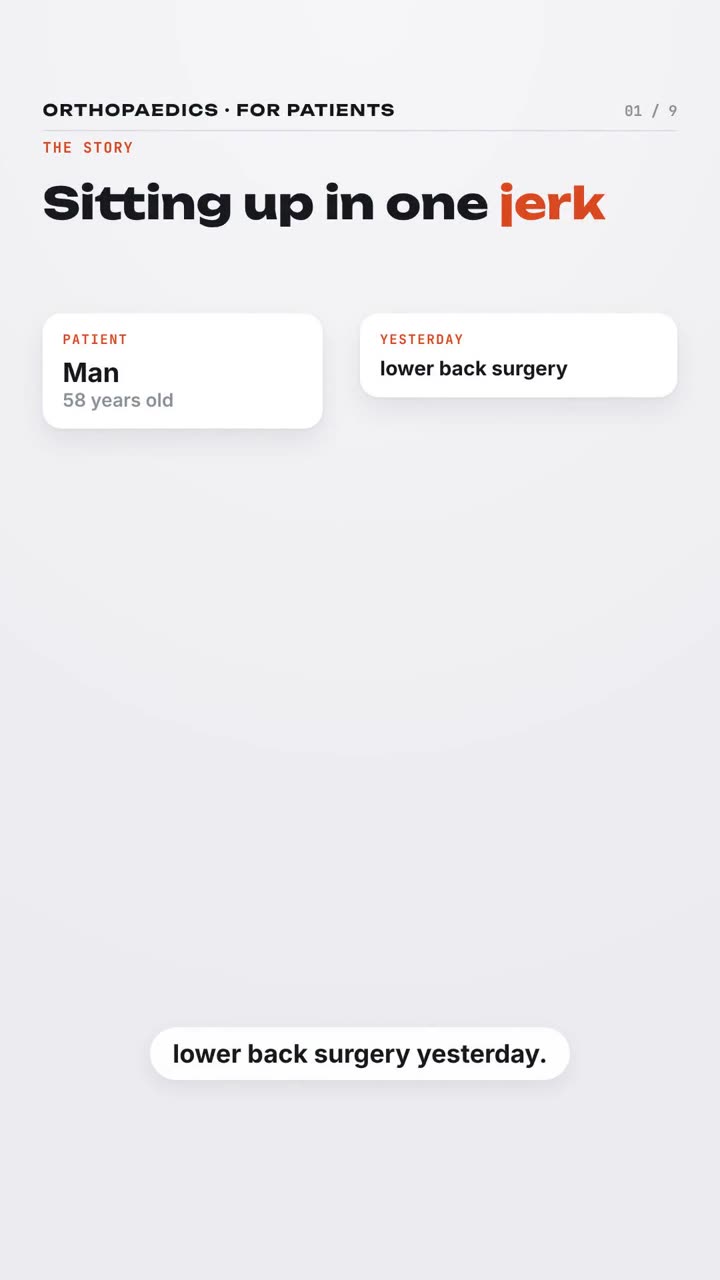 ORTHOPAEDICS · FOR PATIENTS
01 / 9
THE STORY
Sitting up in one jerk
PATIENT
Man
58 years old
YESTERDAY
lower back surgery
lower back surgery yesterday.